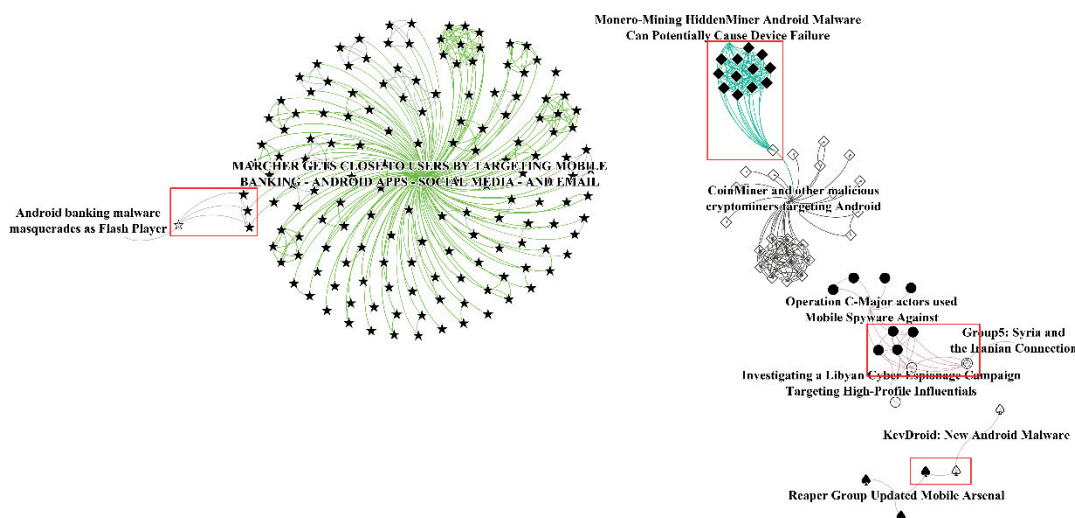 Monero-Mining HiddenMiner Android Malware
Can Potentially Cause Device Failure
MARCHER GETS CLOSE TO USERS BY TARGETING MOBILE
BANKING - ANDROID APPS - SOCIAL MEDIA - AND EMAIL
Android banking malware
masquerades as Flash Player
CoinMiner and other malicious
cryptominers targeting Android
Operation C-Major actors used
Mobile Spyware Against
Group5: Syria and
the Iranian Connection
Investigating a Libyan Cyber Espionage Campaign
Targeting High-Profile Influentials
KevDroid: New Android Malware
Reaper Group Updated Mobile Arsenal